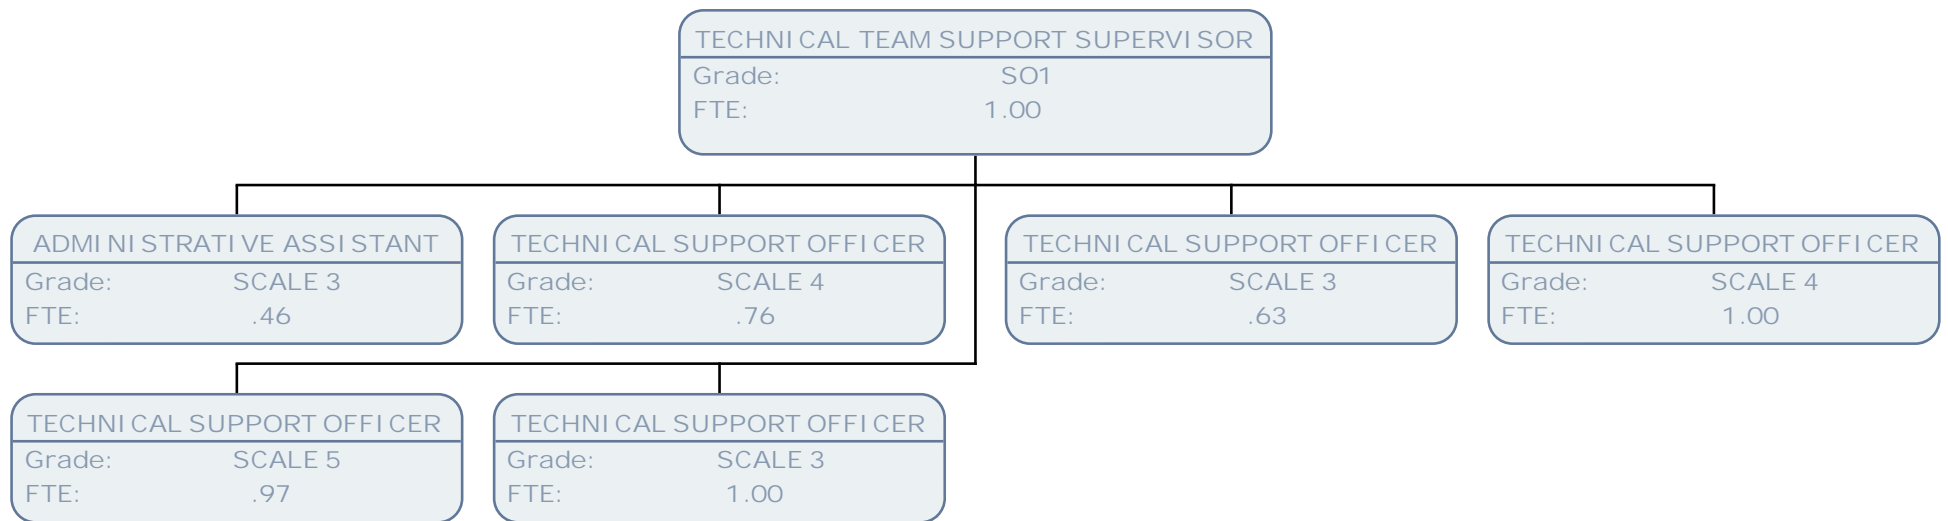 TECHNICAL TEAM SUPPORT SUPERVISOR
Grade: SO1
FTE: 1.00
ADMINISTRATIVE ASSISTANT
Grade: SCALE 3
FTE: .46
TECHNICAL SUPPORT OFFICER
Grade: SCALE 4
FTE: .76
TECHNICAL SUPPORT OFFICER
Grade: SCALE 3
FTE: .63
TECHNICAL SUPPORT OFFICER
Grade: SCALE 4
FTE: 1.00
TECHNICAL SUPPORT OFFICER
Grade: SCALE 5
FTE: .97
TECHNICAL SUPPORT OFFICER
Grade: SCALE 3
FTE: 1.00